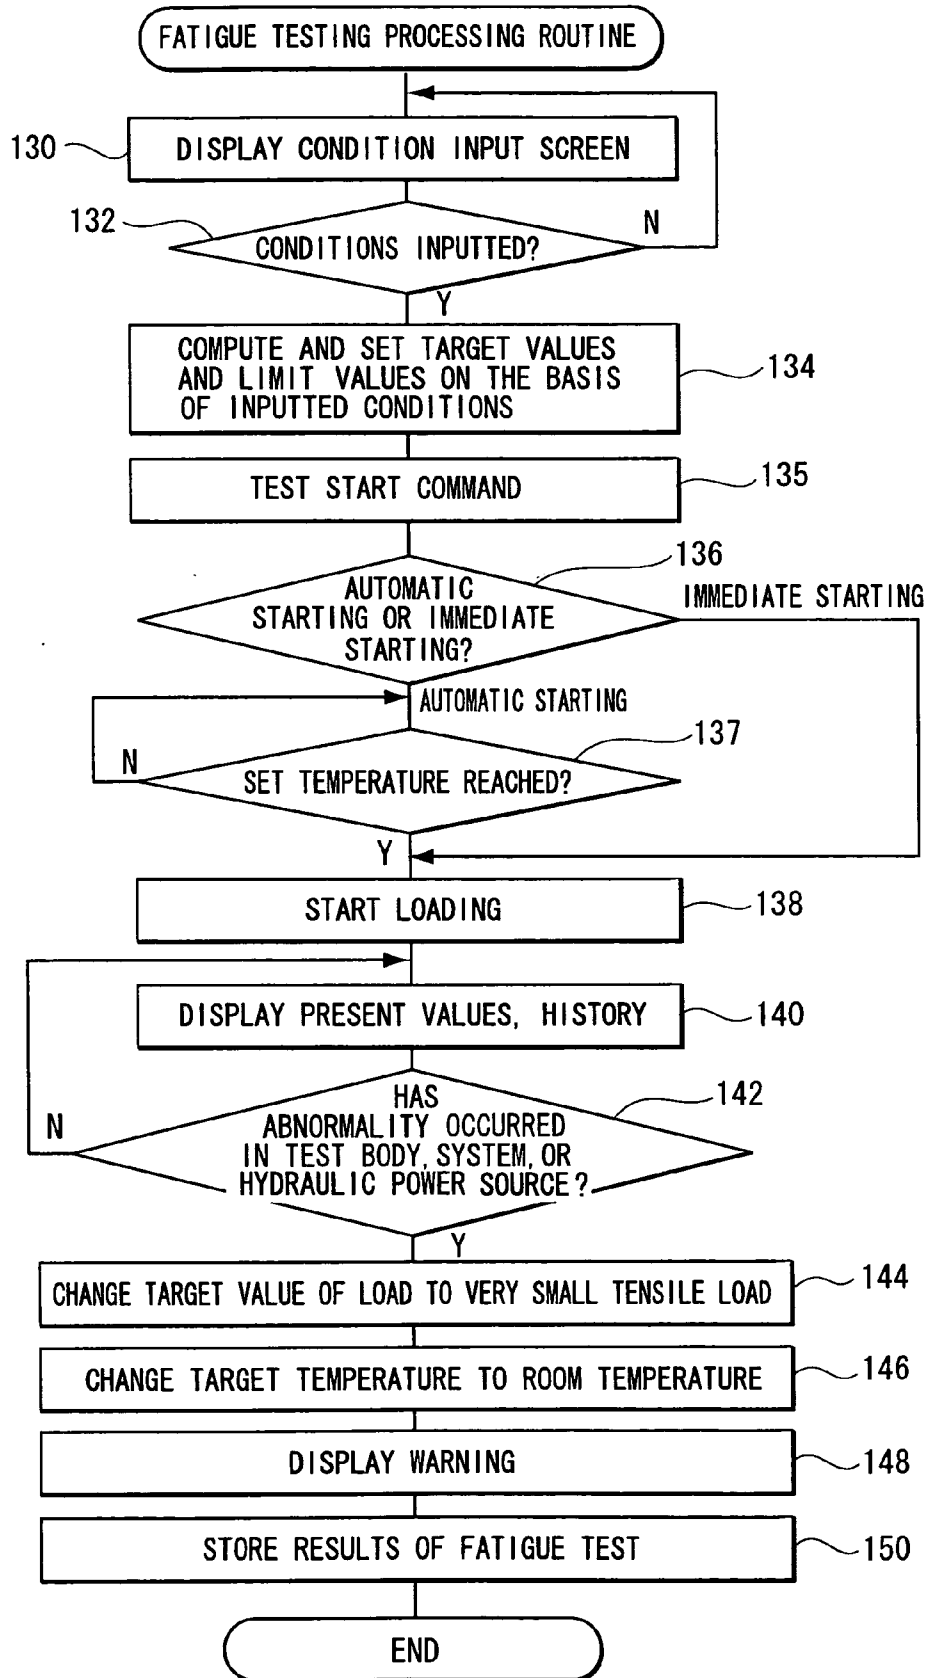 FATIGUE TESTING PROCESSING ROUTINE
130
DISPLAY CONDITION INPUT SCREEN
132
CONDITIONS INPUTTED?
N
Y
COMPUTE AND SET TARGET VALUES
AND LIMIT VALUES ON THE BASIS
OF INPUTTED CONDITIONS
134
TEST START COMMAND
135
136
AUTOMATIC
STARTING OR IMMEDIATE
STARTING?
IMMEDIATE STARTING
AUTOMATIC STARTING
137
N
SET TEMPERATURE REACHED?
Y
START LOADING
138
DISPLAY PRESENT VALUES, HISTORY
140
142
HAS
ABNORMALITY OCCURRED
IN TEST BODY, SYSTEM, OR
HYDRAULIC POWER SOURCE?
N
Y
CHANGE TARGET VALUE OF LOAD TO VERY SMALL TENSILE LOAD
144
CHANGE TARGET TEMPERATURE TO ROOM TEMPERATURE
146
DISPLAY WARNING
148
STORE RESULTS OF FATIGUE TEST
150
END